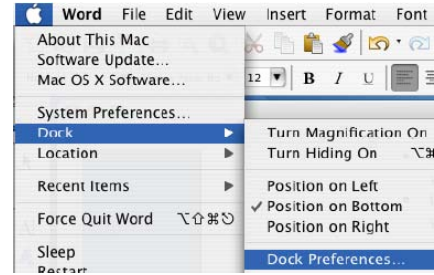 Word File Edit View Insert Format Font
About This Mac
Software Update...
Mac OS X Software...
12 B I U
System Preferences...
Dock
Turn Magnification On
Location
Turn Hiding On ⌥⌘
Recent Items
Position on Left
✓ Position on Bottom
Force Quit Word ⌥⇧⌘⎋
Position on Right
Sleep
Dock Preferences...
Restart